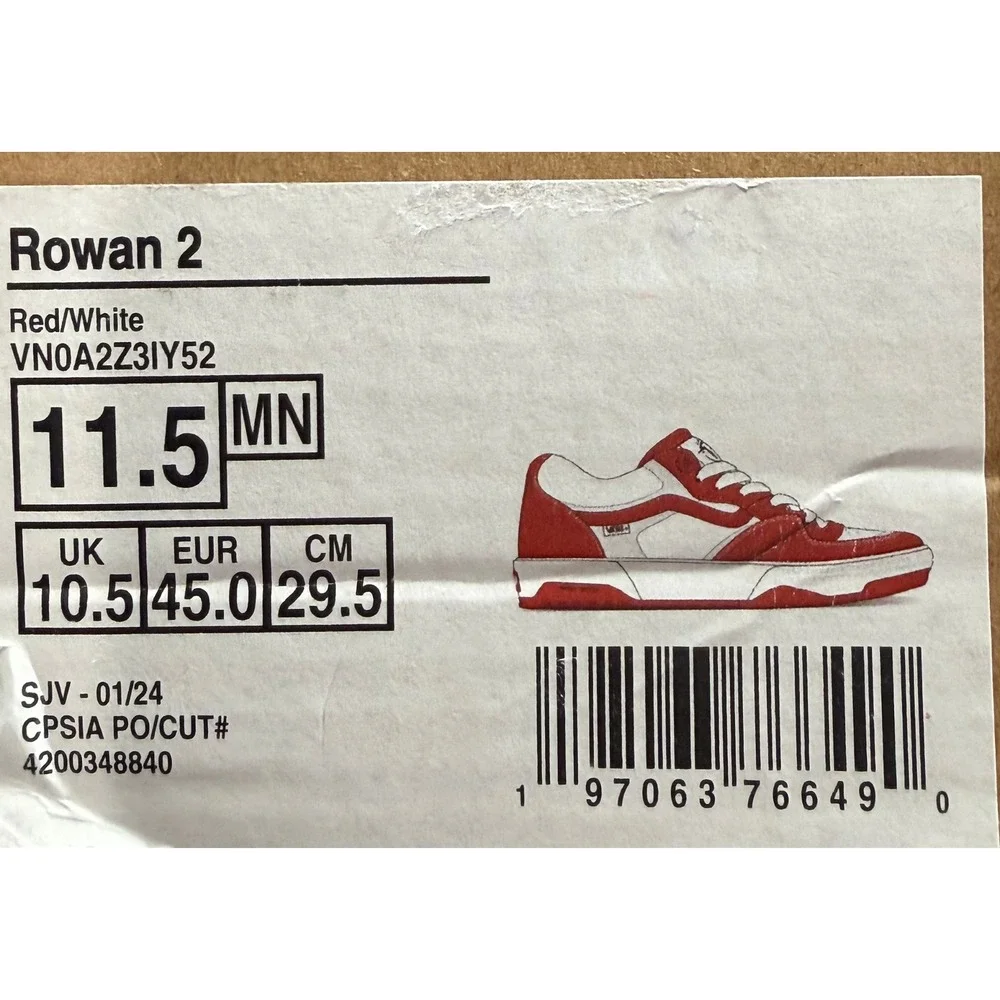 Rowan 2
Red/White
VN0A2Z3IY52
11.5 MN
UK EUR CM
10.5 45.0 29.5
SJV - 01/24
CPSIA PO/CUT#
4200348840
1 97063 76649 0